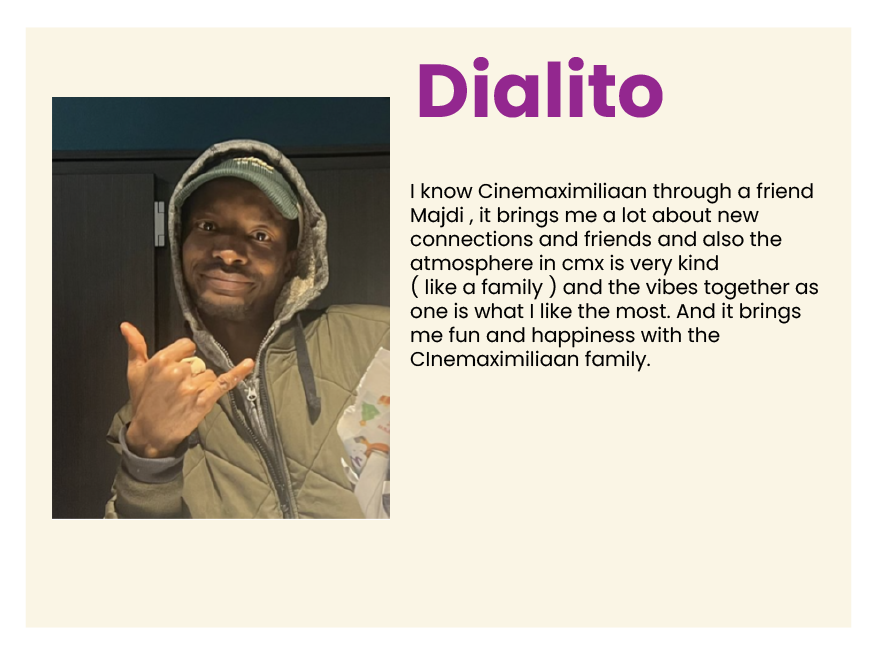 Dialito
I know Cinemaximiliaan through a friend
Majdi , it brings me a lot about new
connections and friends and also the
atmosphere in cmx is very kind
( like a family ) and the vibes together as
one is what I like the most. And it brings
me fun and happiness with the
CInemaximiliaan family.